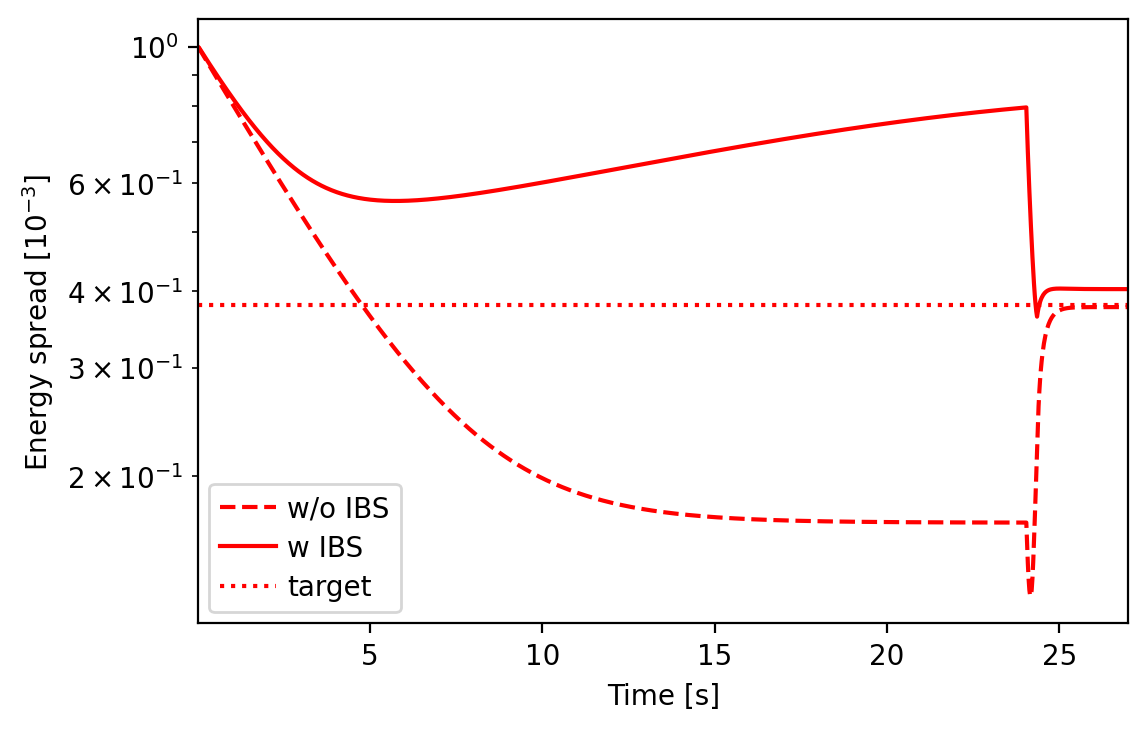 10⁰
6 × 10⁻¹
4 × 10⁻¹
3 × 10⁻¹
2 × 10⁻¹
Energy spread [10⁻³]
w/o IBS
w IBS
target
5 10 15 20 25
Time [s]